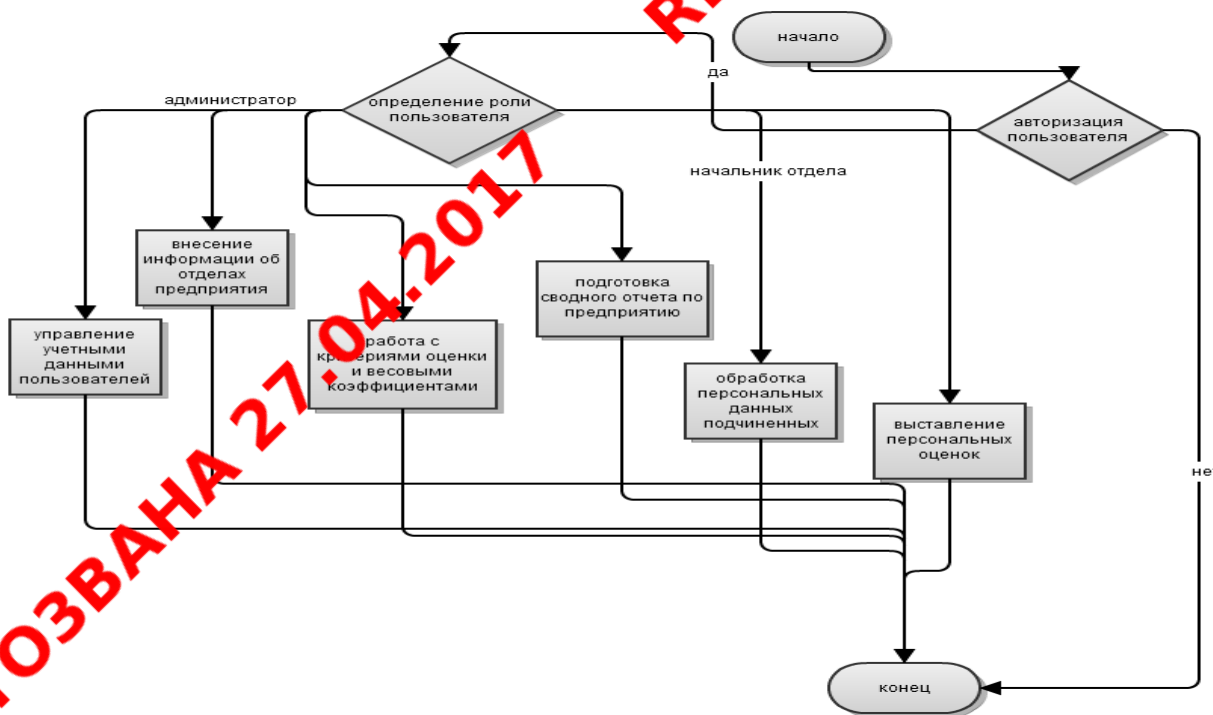 начало
да
администратор
определение роли
пользователя
авторизация
пользователя
начальник отдела
внесение
информации об
отделах
предприятия
подготовка
сводного отчета по
предприятию
управление
учетными
данными
пользователей
работа с
критериями оценки
и весовыми
коэффициентами
обработка
персональных
данных
подчиненных
выставление
персональных
оценок
не
конец
ОЗВАНА 27.04.2017